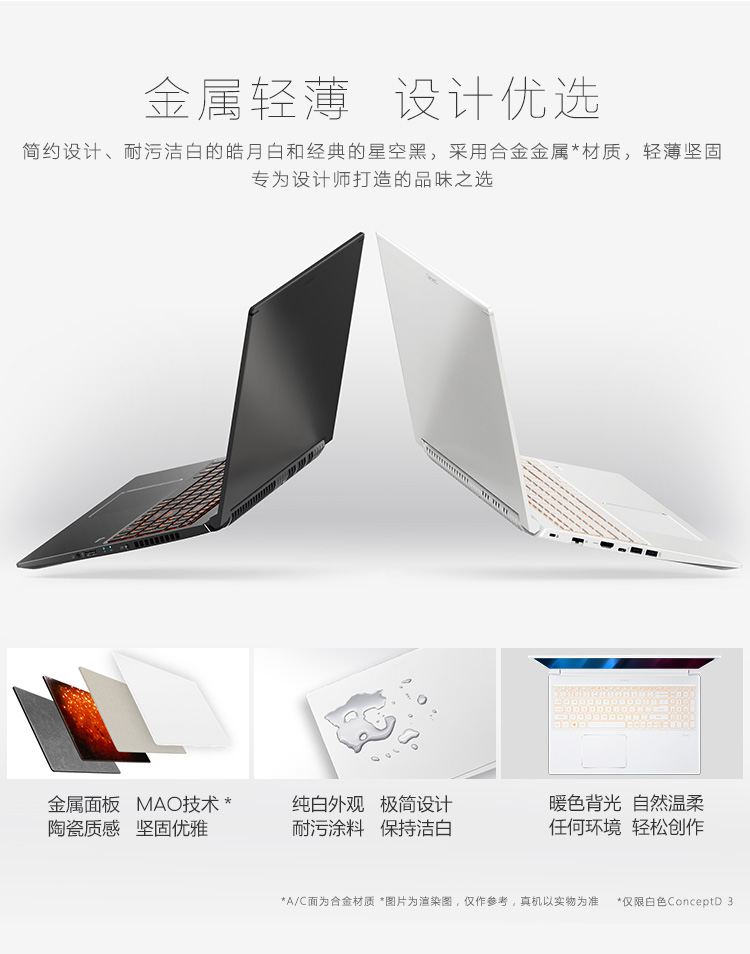 金属轻薄 设计优选
简约设计、耐污洁白的皓月白和经典的星空黑，采用合金金属*材质，轻薄坚固
专为设计师打造的品味之选
金属面板 MAO技术 *
陶瓷质感 坚固优雅
纯白外观 极简设计
耐污涂料 保持洁白
暖色背光 自然温柔
任何环境 轻松创作
*A/C面为合金材质 *图片为渲染图，仅作参考，真机以实物为准 *仅限白色ConceptD 3